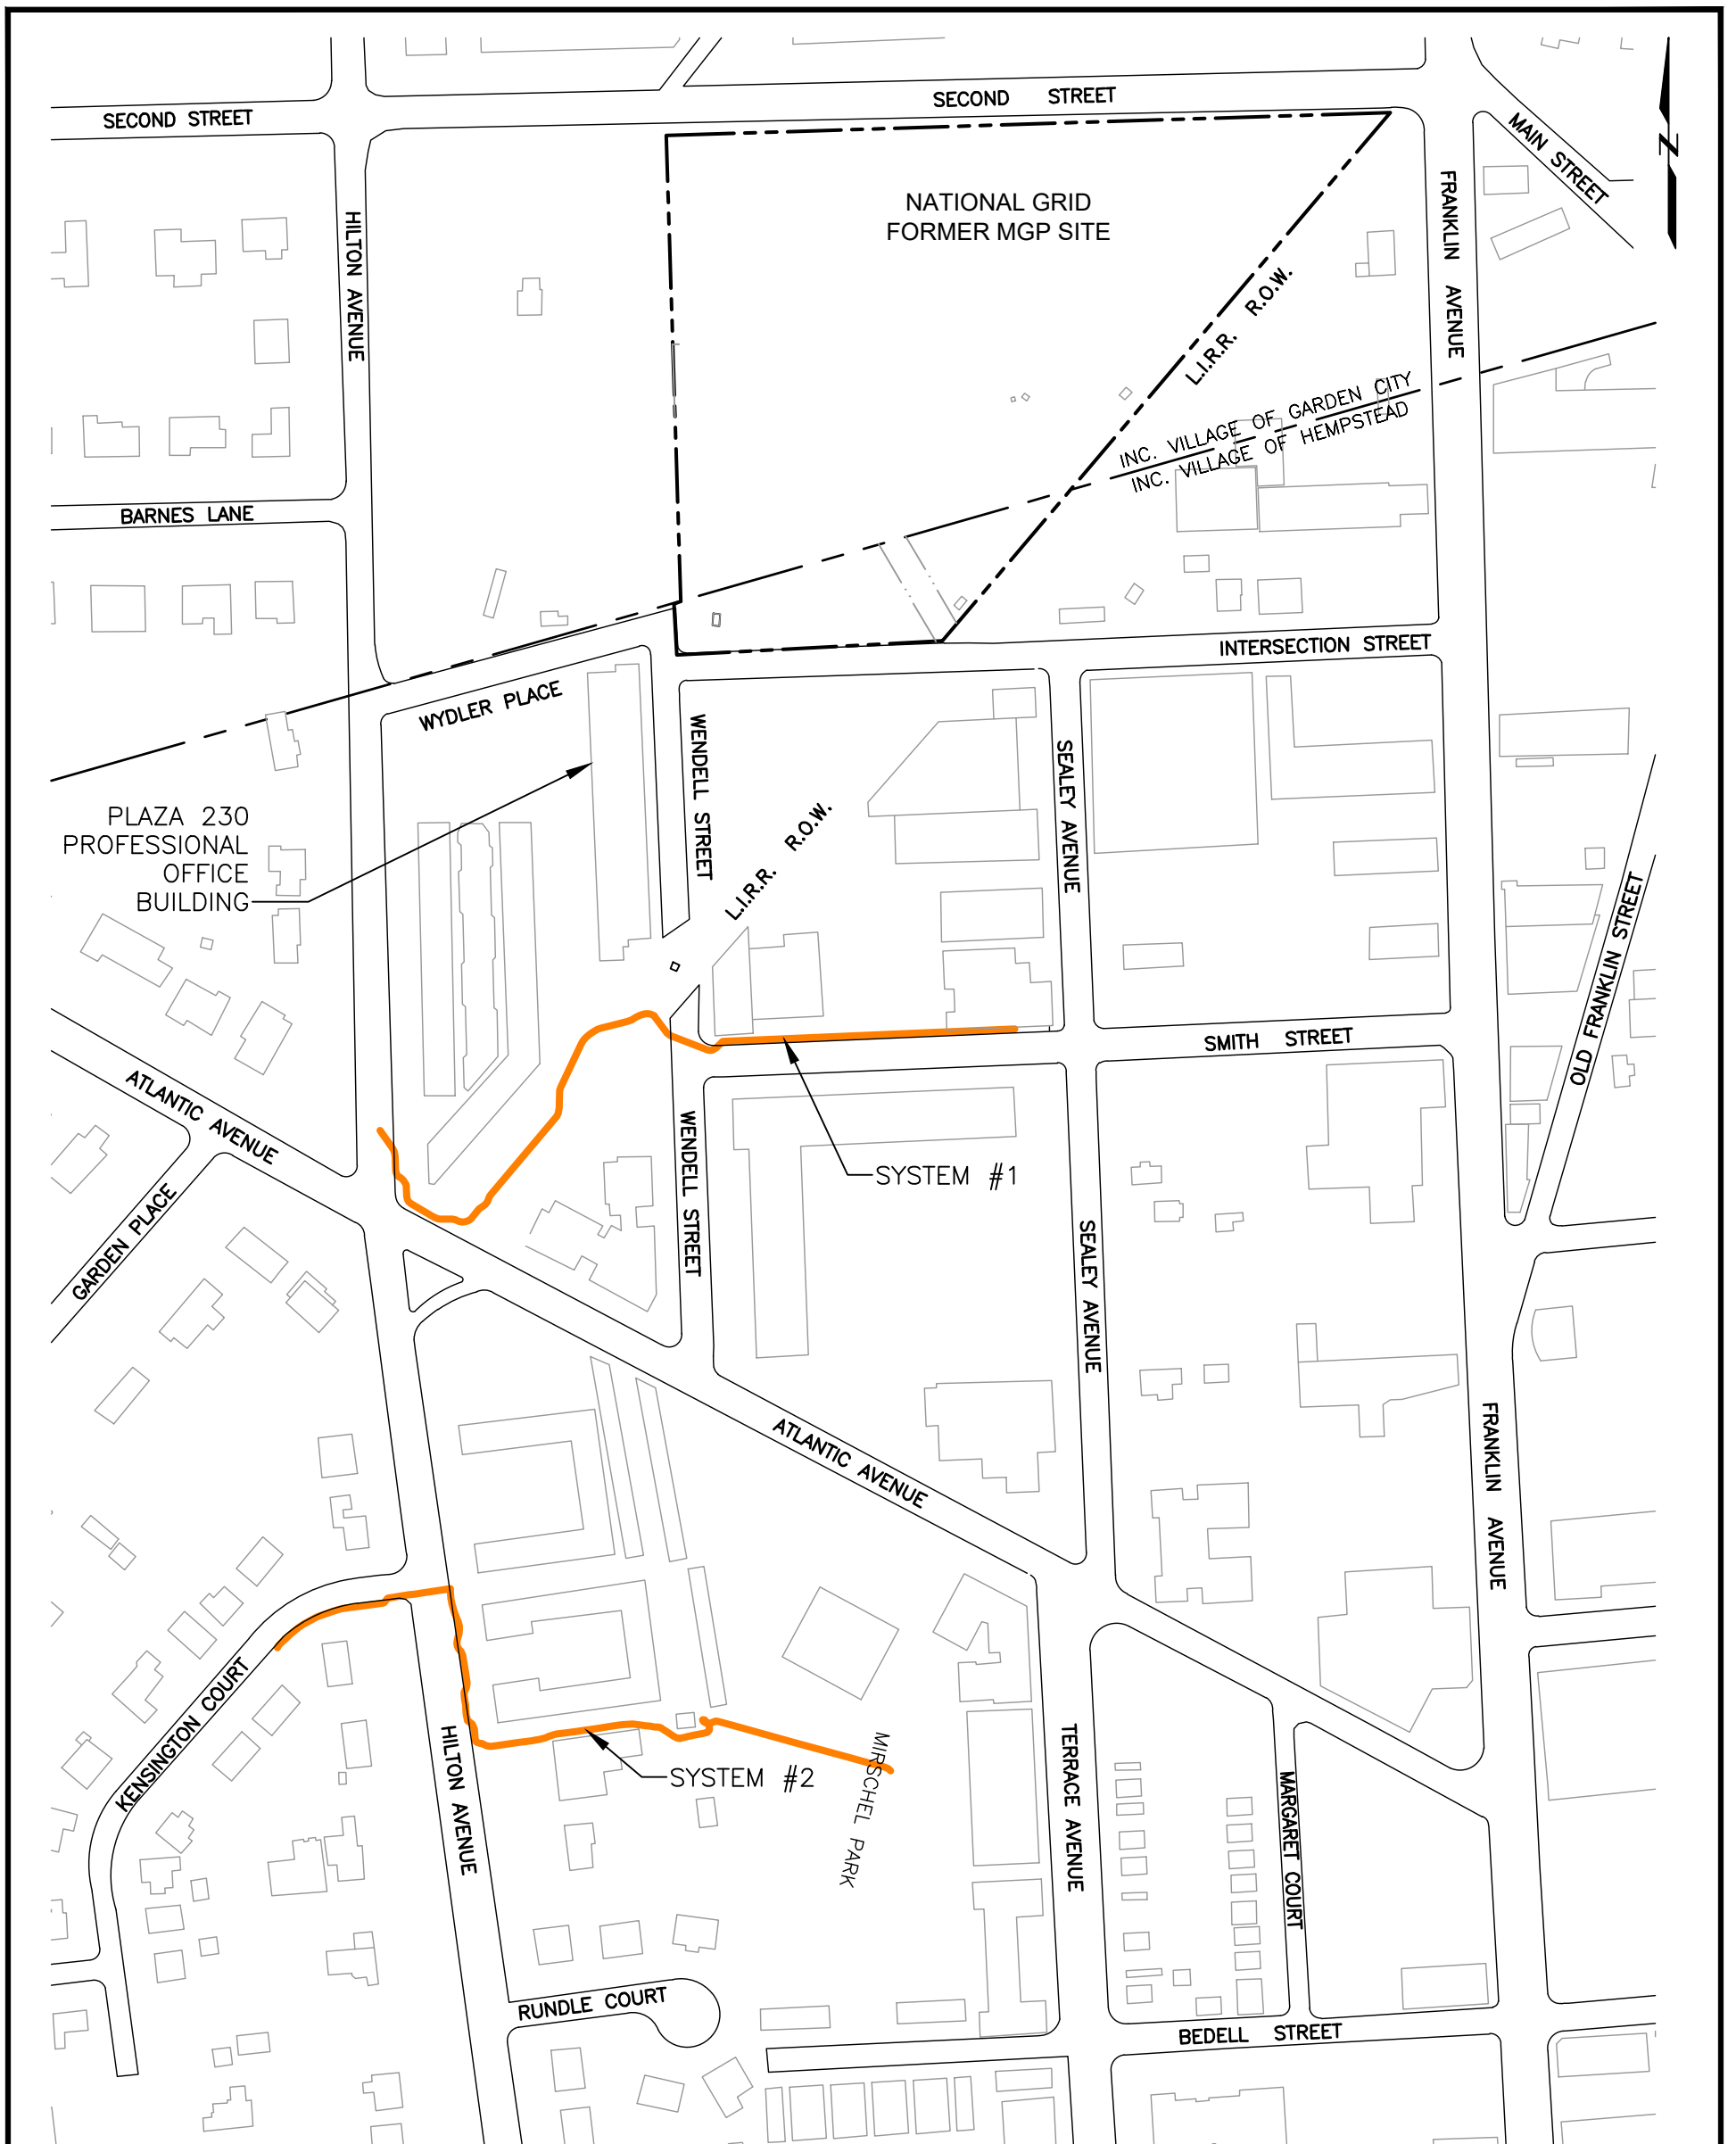 SECOND STREET
SECOND STREET
MAIN STREET
N
NATIONAL GRID
FORMER MGP SITE
HILTON AVENUE
FRANKLIN AVENUE
L.I.R.R. R.O.W.
INC. VILLAGE OF GARDEN CITY
INC. VILLAGE OF HEMPSTEAD
BARNES LANE
INTERSECTION STREET
WYDLER PLACE
WENDELL STREET
SEALEY AVENUE
PLAZA 230
PROFESSIONAL
OFFICE
BUILDING
L.I.R.R. R.O.W.
OLD FRANKLIN STREET
SMITH STREET
ATLANTIC AVENUE
GARDEN PLACE
WENDELL STREET
SYSTEM #1
SEALEY AVENUE
ATLANTIC AVENUE
FRANKLIN AVENUE
KENSINGTON COURT
HILTON AVENUE
SYSTEM #2
MIRSCHEL PARK
TERRACE AVENUE
MARGARET COURT
RUNDLE COURT
BEDELL STREET